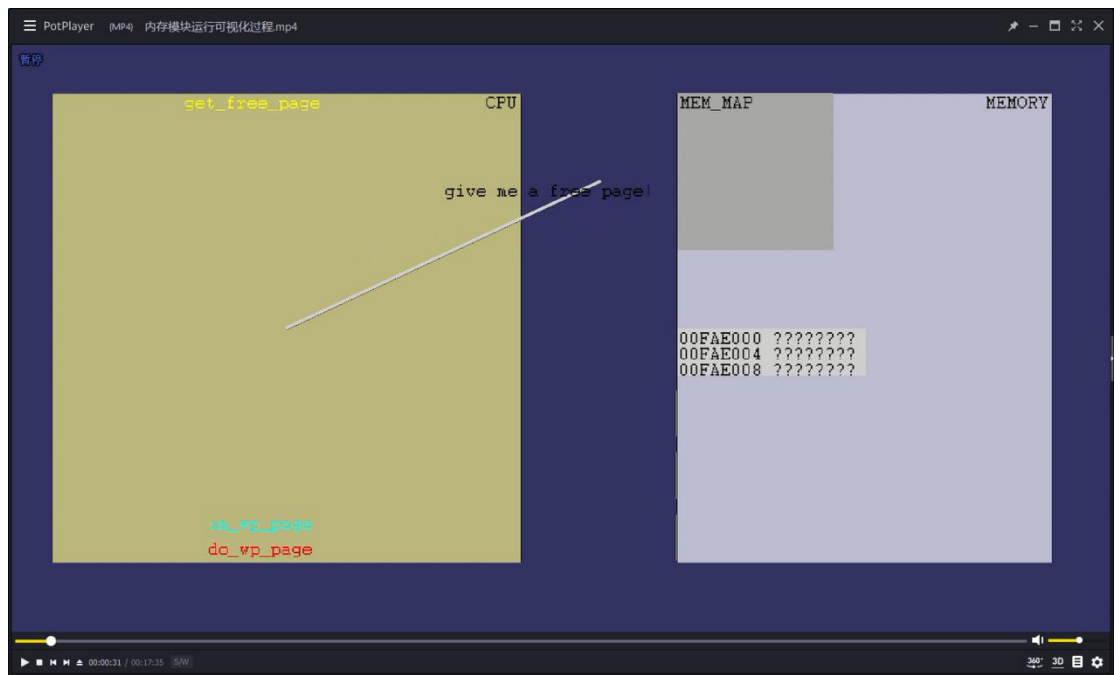 PotPlayer (MP4) 内存模块运行可视化过程.mp4
暂停
get_free_page
CPU
MEM_MAP
MEMORY
give me a free page!
00FAE000 ????????
00FAE004 ????????
00FAE008 ????????
un_wp_page
do_wp_page
00:00:31 / 00:17:35 S/W
360° 3D